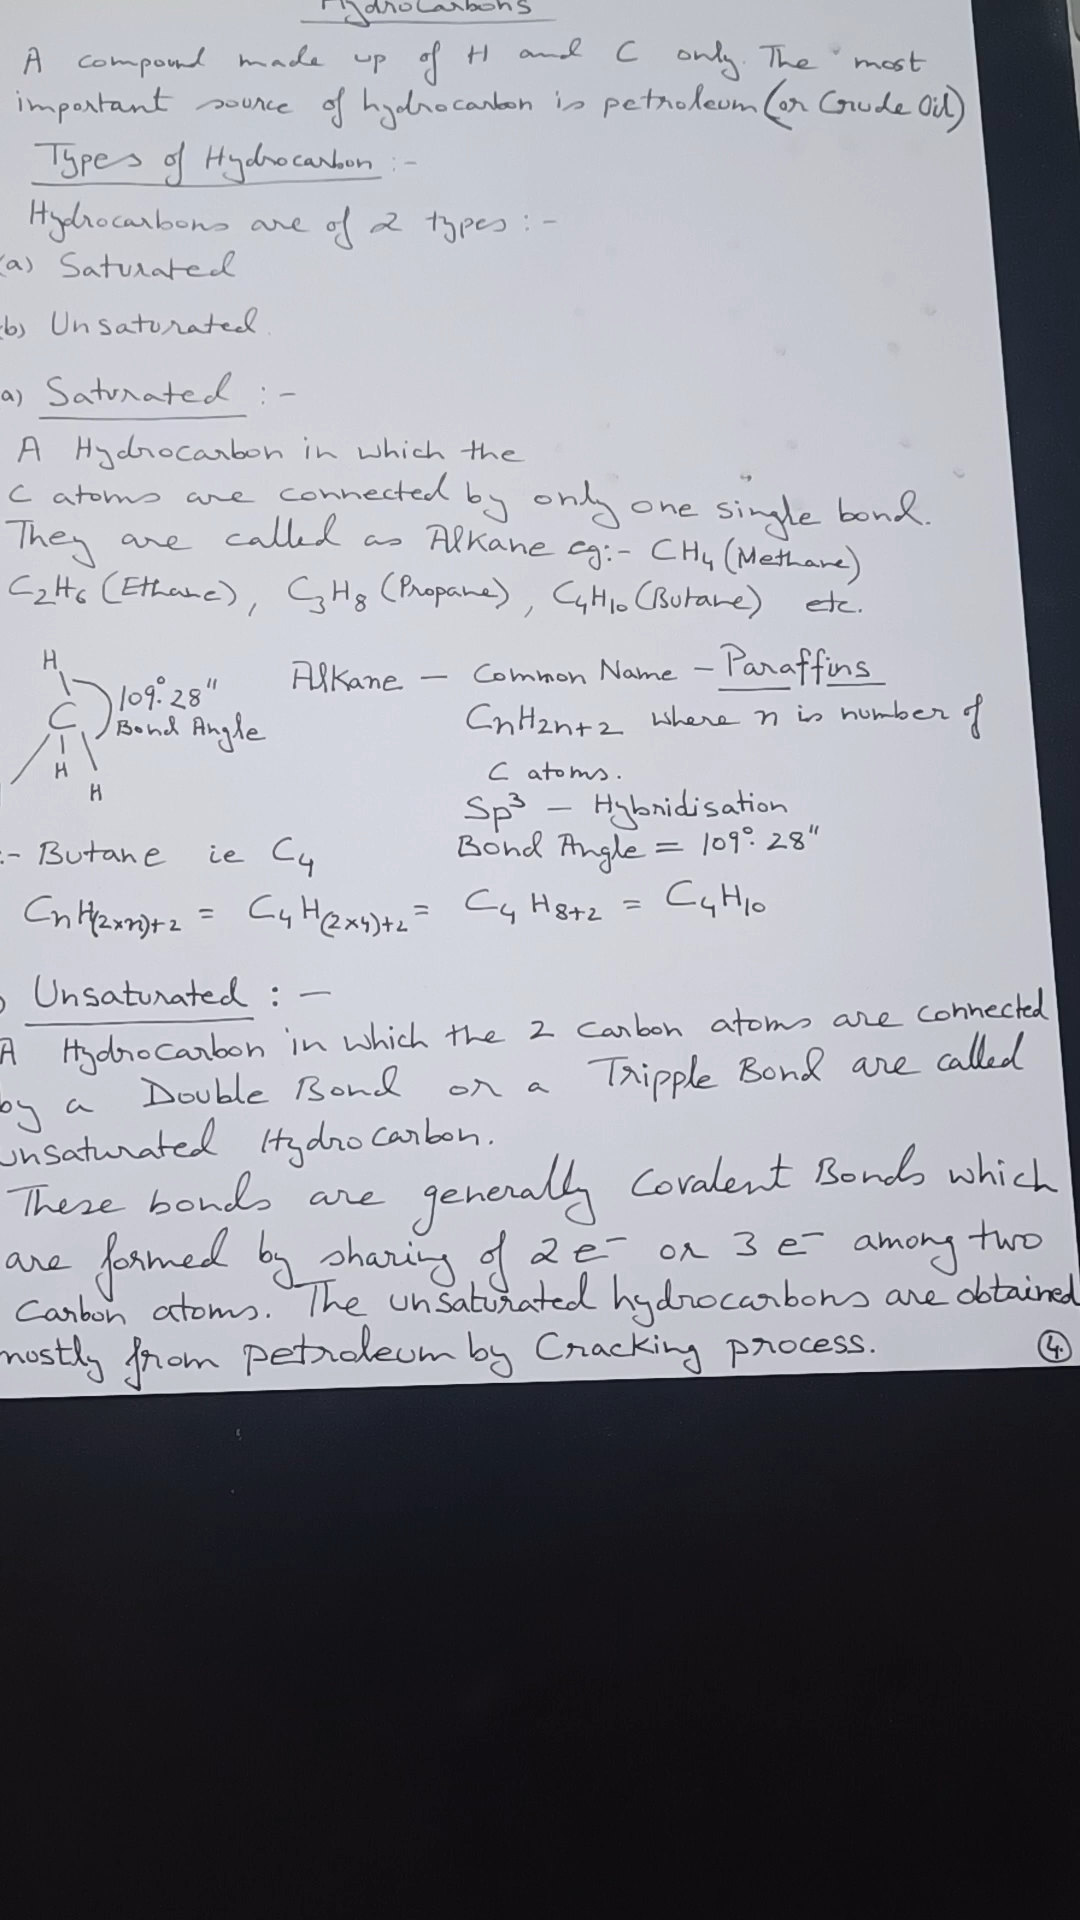 Hydrocarbons
A compound made up of H and C only. The most
important source of hydrocarbon is petroleum (or Crude Oil)
Types of Hydrocarbon :-
Hydrocarbons are of 2 types :-
(a) Saturated
(b) Unsaturated.
a) Saturated :-
A Hydrocarbon in which the
C atoms are connected by only one single bond.
They are called as Alkane eg:- CH4 (Methane)
C2H6 (Ethane), C3H8 (Propane), C4H10 (Butane) etc.
H
109°.28"
C
Bond Angle
H
H
Alkane – Common Name – Paraffins
CnH2n+2 where n is number of
C atoms.
Sp³ – Hybridisation
Bond Angle = 109°. 28"
:- Butane ie C4
CnH(2xn)+2 = C4H(2x4)+2 = C4H8+2 = C4H10
Unsaturated : –
A Hydrocarbon in which the 2 Carbon atoms are connected
by a Double Bond or a Tripple Bond are called
unsaturated Hydrocarbon.
These bonds are generally Covalent Bonds which
are formed by sharing of 2e⁻ or 3e⁻ among two
Carbon atoms. The unsaturated hydrocarbons are obtained
mostly from petroleum by Cracking process.
4.